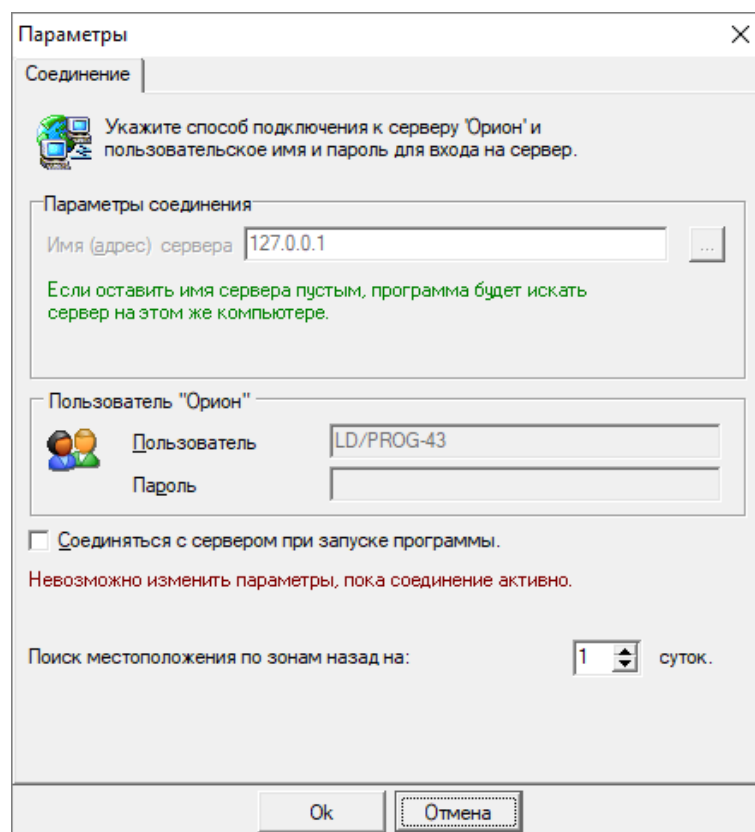 Параметры
Соединение
Укажите способ подключения к серверу 'Орион' и
пользовательское имя и пароль для входа на сервер.
Параметры соединения
Имя (адрес) сервера 127.0.0.1 ...
Если оставить имя сервера пустым, программа будет искать
сервер на этом же компьютере.
Пользователь "Орион"
Пользователь LD/PROG-43
Пароль
Соединяться с сервером при запуске программы.
Невозможно изменить параметры, пока соединение активно.
Поиск местоположения по зонам назад на: 1 суток.
Ok Отмена